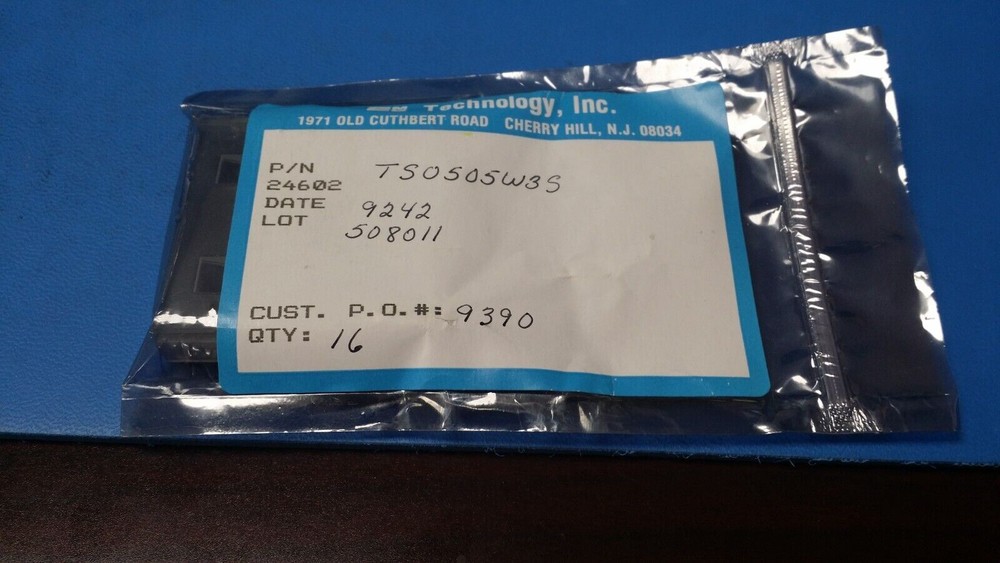 Technology, Inc.
1971 OLD CUTHBERT ROAD CHERRY HILL, N.J. 08034
P/N TS0505W3S
24602
DATE 9242
LOT 508011
CUST. P.O.#: 9390
QTY: 16